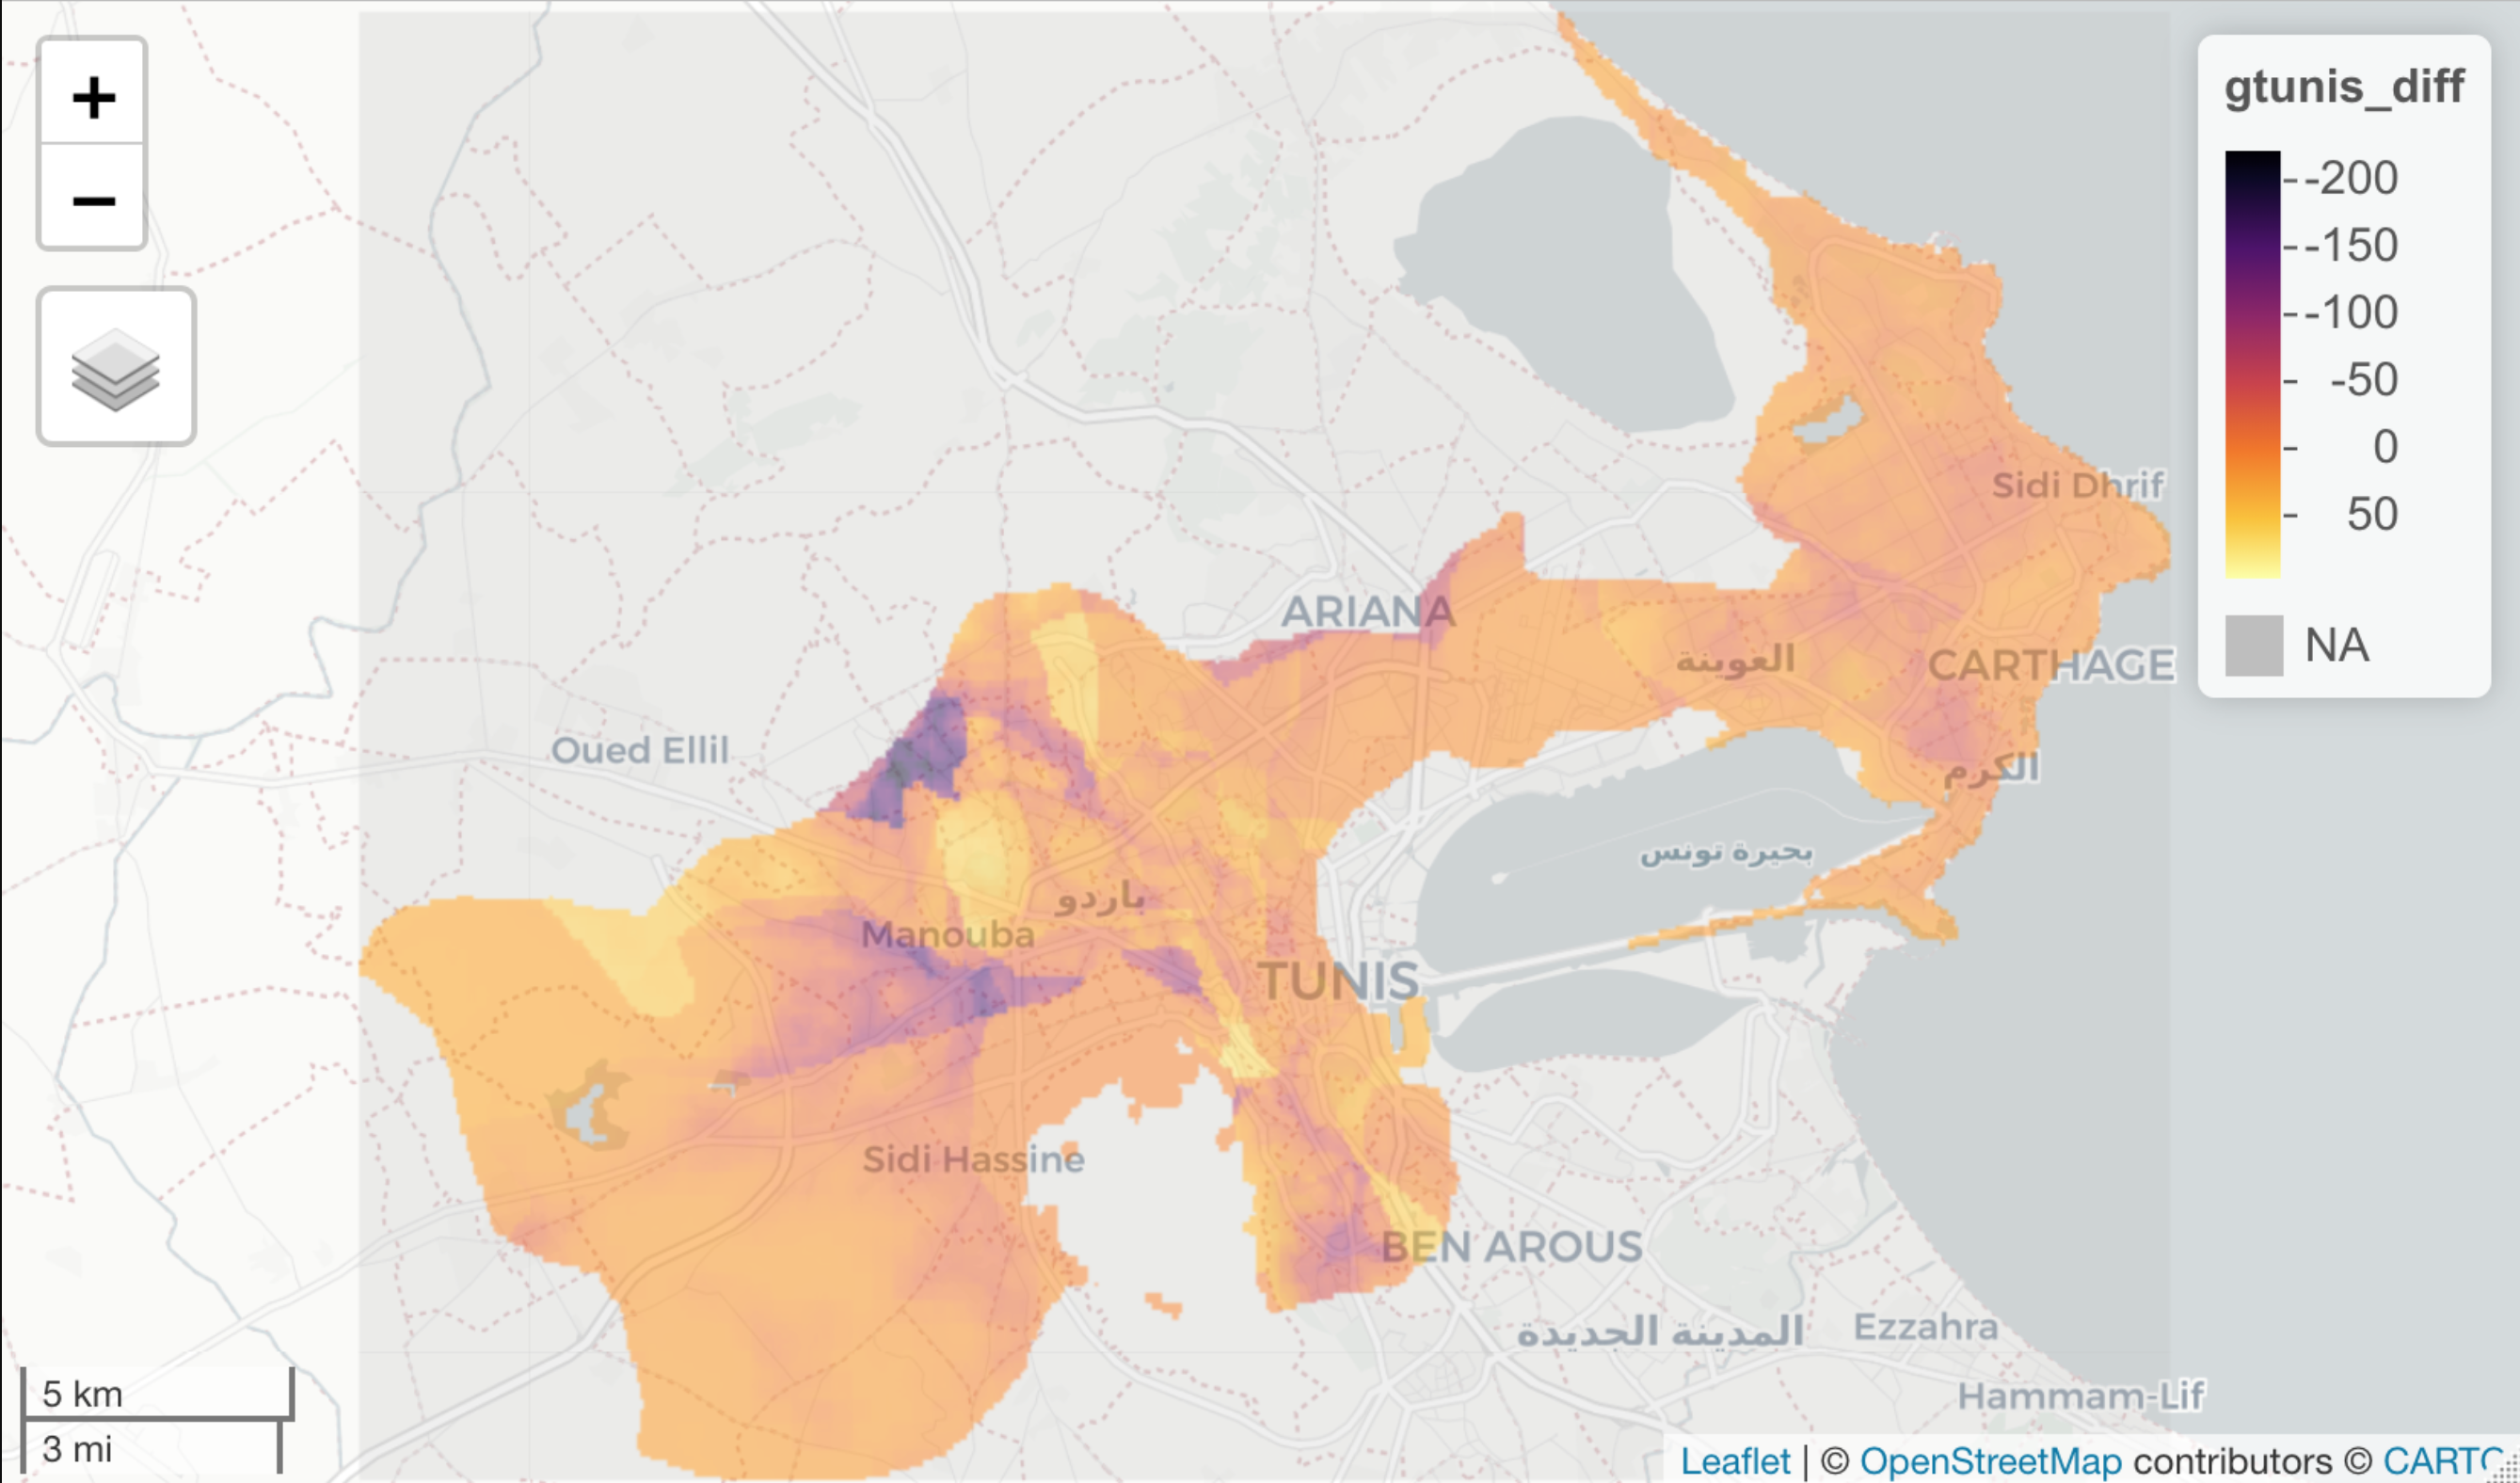 +
−
gtunis_diff
-200
-150
-100
-50
0
50
NA
Sidi Dhrif
ARIANA
العوينة
CARTHAGE
Oued Ellil
الكرم
بحيرة تونس
باردو
Manouba
TUNIS
Sidi Hassine
BEN AROUS
المدينة الجديدة
Ezzahra
Hammam-Lif
5 km
3 mi
Leaflet | © OpenStreetMap contributors © CARTO